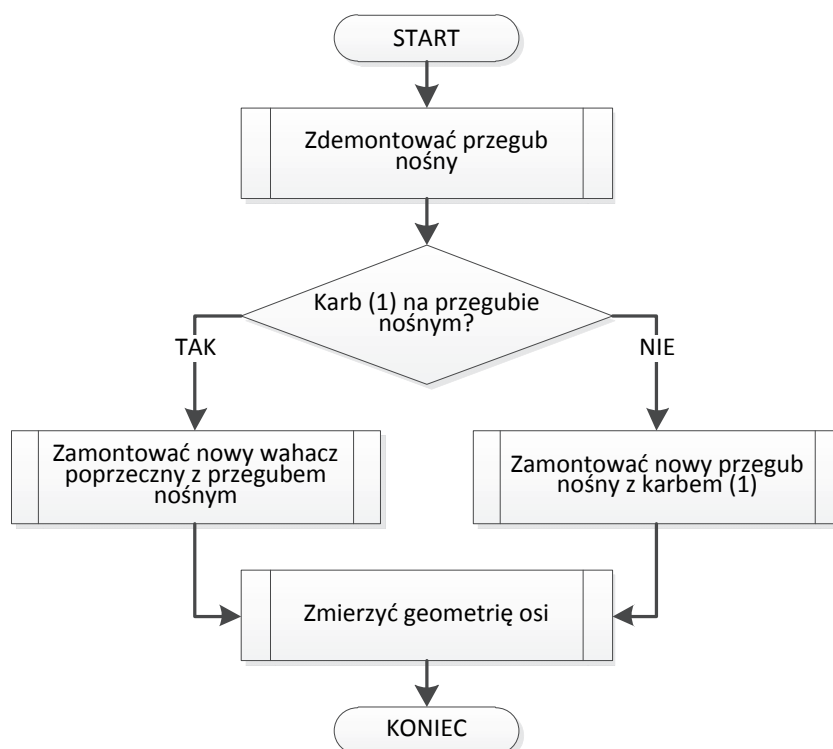 START
Zdemontować przegub
nośny
Karb (1) na przegubie
nośnym?
TAK
NIE
Zamontować nowy wahacz
poprzeczny z przegubem
nośnym
Zamontować nowy przegub
nośny z karbem (1)
Zmierzyć geometrię osi
KONIEC